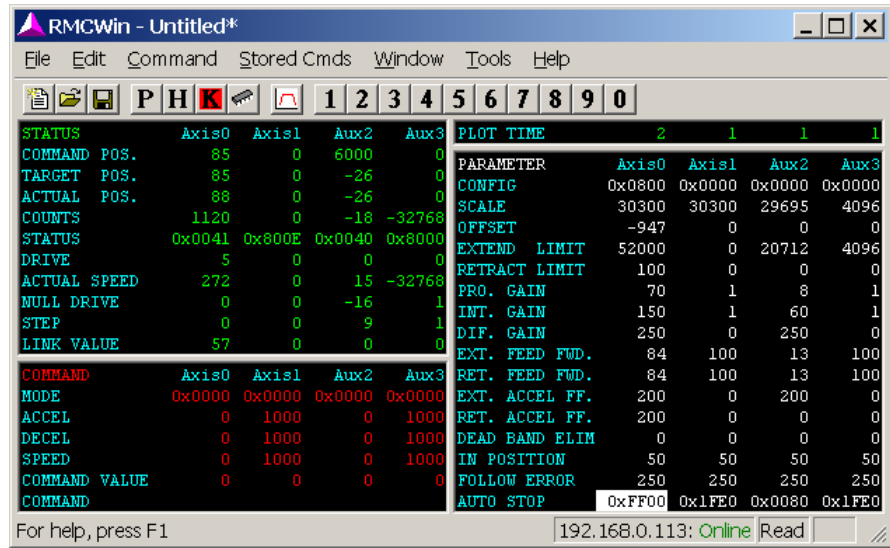 RMCWin - Untitled*
File Edit Command Stored Cmds Window Tools Help
P H K 1 2 3 4 5 6 7 8 9 0
STATUS Axis0 Axis1 Aux2 Aux3
COMMAND POS. 85 0 6000 0
TARGET POS. 85 0 -26 0
ACTUAL POS. 88 0 -26 0
COUNTS 1120 0 -18 -32768
STATUS 0x0041 0x800E 0x0040 0x8000
DRIVE 5 0 0 0
ACTUAL SPEED 272 0 15 -32768
NULL DRIVE 0 0 -16 1
STEP 0 0 9 1
LINK VALUE 57 0 0 0
COMMAND Axis0 Axis1 Aux2 Aux3
MODE 0x0000 0x0000 0x0000 0x0000
ACCEL 0 1000 0 1000
DECEL 0 1000 0 1000
SPEED 0 1000 0 1000
COMMAND VALUE 0 0 0 0
COMMAND
PLOT TIME 2 1 1 1
PARAMETER Axis0 Axis1 Aux2 Aux3
CONFIG 0x0800 0x0000 0x0000 0x0000
SCALE 30300 30300 29695 4096
OFFSET -947 0 0 0
EXTEND LIMIT 52000 0 20712 4096
RETRACT LIMIT 100 0 0 0
PRO. GAIN 70 1 8 1
INT. GAIN 150 1 60 1
DIF. GAIN 250 0 250 0
EXT. FEED FWD. 84 100 13 100
RET. FEED FWD. 84 100 13 100
EXT. ACCEL FF. 200 0 200 0
RET. ACCEL FF. 200 0 0 0
DEAD BAND ELIM 0 0 0 0
IN POSITION 50 50 50 50
FOLLOW ERROR 250 250 250 250
AUTO STOP 0xFF00 0x1FE0 0x0080 0x1FE0
For help, press F1
192.168.0.113: Online Read